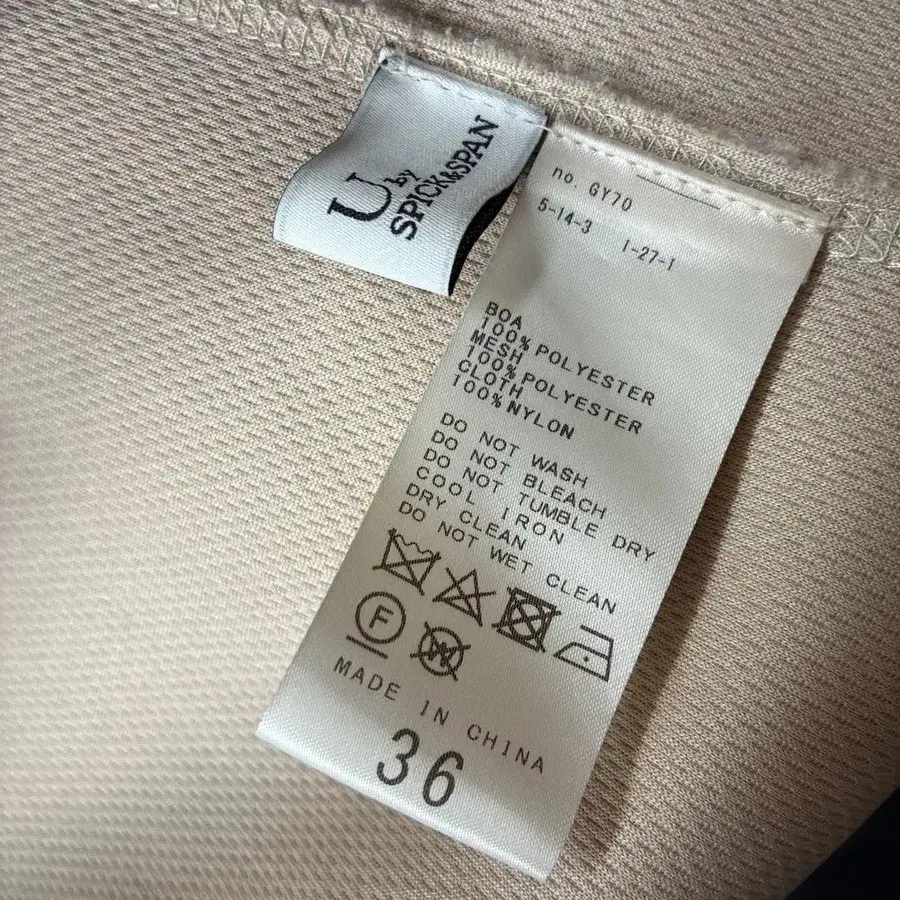 U
by
SPICK&SPAN
no. GY70
5-14-3 1-27-1
BOA
100% POLYESTER
MESH
100% POLYESTER
CLOTH
100% NYLON
DO NOT WASH
DO NOT BLEACH
DO NOT TUMBLE DRY
COOL IRON
DRY CLEAN
DO NOT WET CLEAN
F
W
MADE IN CHINA
36